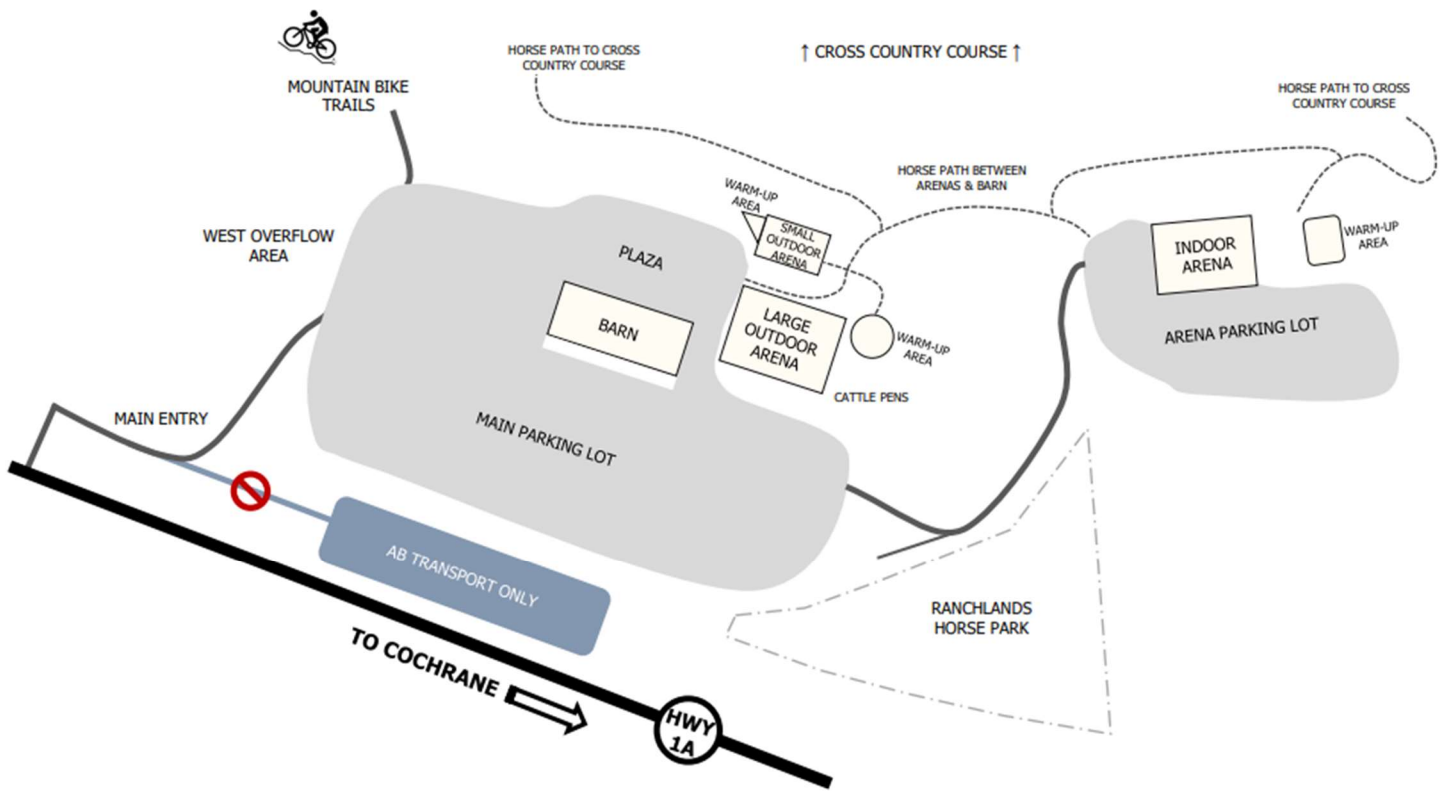 HORSE PATH TO CROSS
COUNTRY COURSE
↑ CROSS COUNTRY COURSE ↑
MOUNTAIN BIKE
TRAILS
HORSE PATH TO CROSS
COUNTRY COURSE
HORSE PATH BETWEEN
ARENAS & BARN
WARM-UP
AREA
SMALL
OUTDOOR
ARENA
WEST OVERFLOW
AREA
PLAZA
INDOOR
ARENA
WARM-UP
AREA
BARN
LARGE
OUTDOOR
ARENA
WARM-UP
AREA
ARENA PARKING LOT
CATTLE PENS
MAIN ENTRY
MAIN PARKING LOT
AB TRANSPORT ONLY
RANCHLANDS
HORSE PARK
TO COCHRANE
HWY
1A